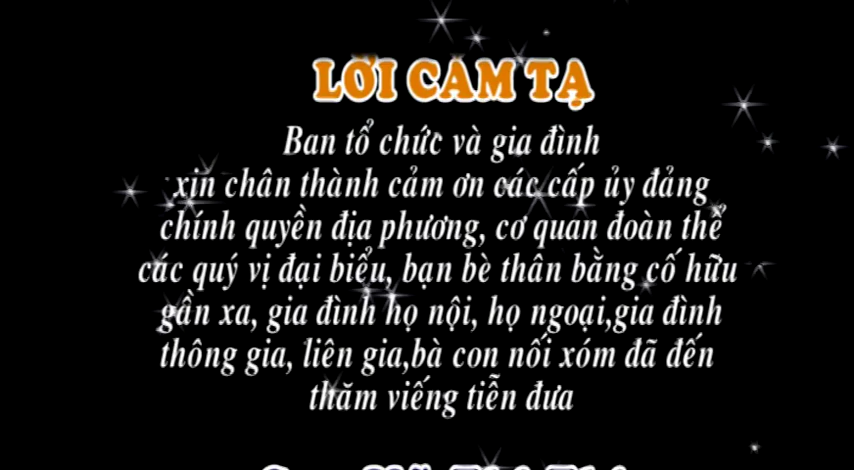 LỜI CAM TẠ
Ban tổ chức và gia đình
xin chân thành cảm ơn các cấp ủy đảng
chính quyền địa phương, cơ quan đoàn thể
các quý vị đại biểu, bạn bè thân bằng cố hữu
gần xa, gia đình họ nội, họ ngoại,gia đình
thông gia, liên gia,bà con nối xóm đã đến
thăm viếng tiễn đưa